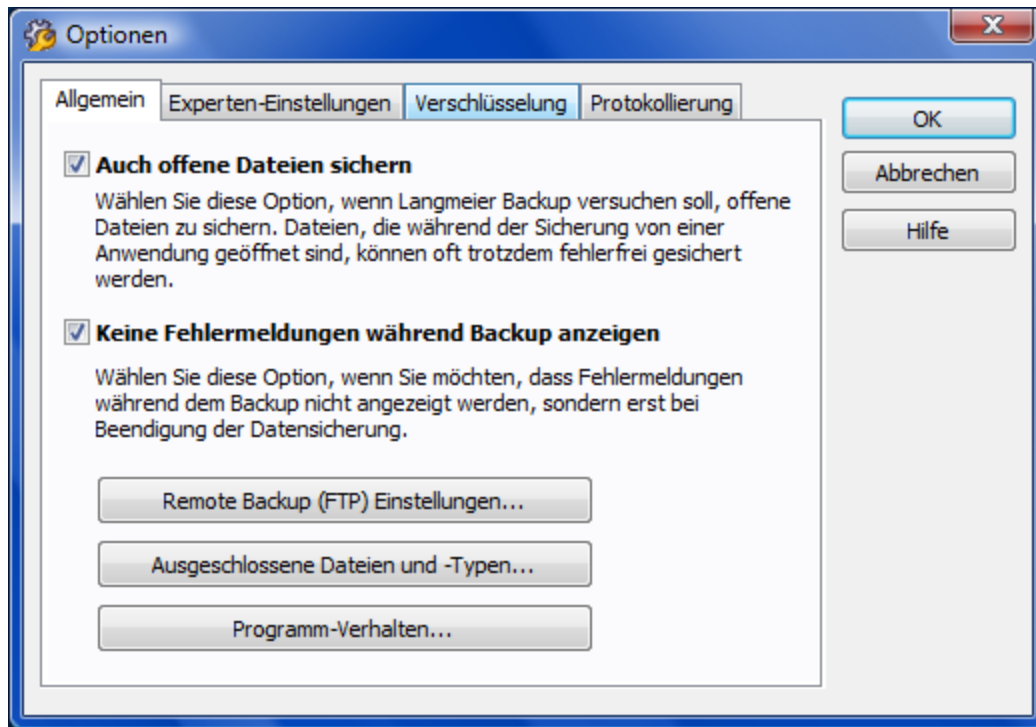 Optionen
Allgemein
Experten-Einstellungen
Verschlüsselung
Protokollierung
Auch offene Dateien sichern
Wählen Sie diese Option, wenn Langmeier Backup versuchen soll, offene
Dateien zu sichern. Dateien, die während der Sicherung von einer
Anwendung geöffnet sind, können oft trotzdem fehlerfrei gesichert
werden.
Keine Fehlermeldungen während Backup anzeigen
Wählen Sie diese Option, wenn Sie möchten, dass Fehlermeldungen
während dem Backup nicht angezeigt werden, sondern erst bei
Beendigung der Datensicherung.
Remote Backup (FTP) Einstellungen...
Ausgeschlossene Dateien und -Typen...
Programm-Verhalten...
OK
Abbrechen
Hilfe